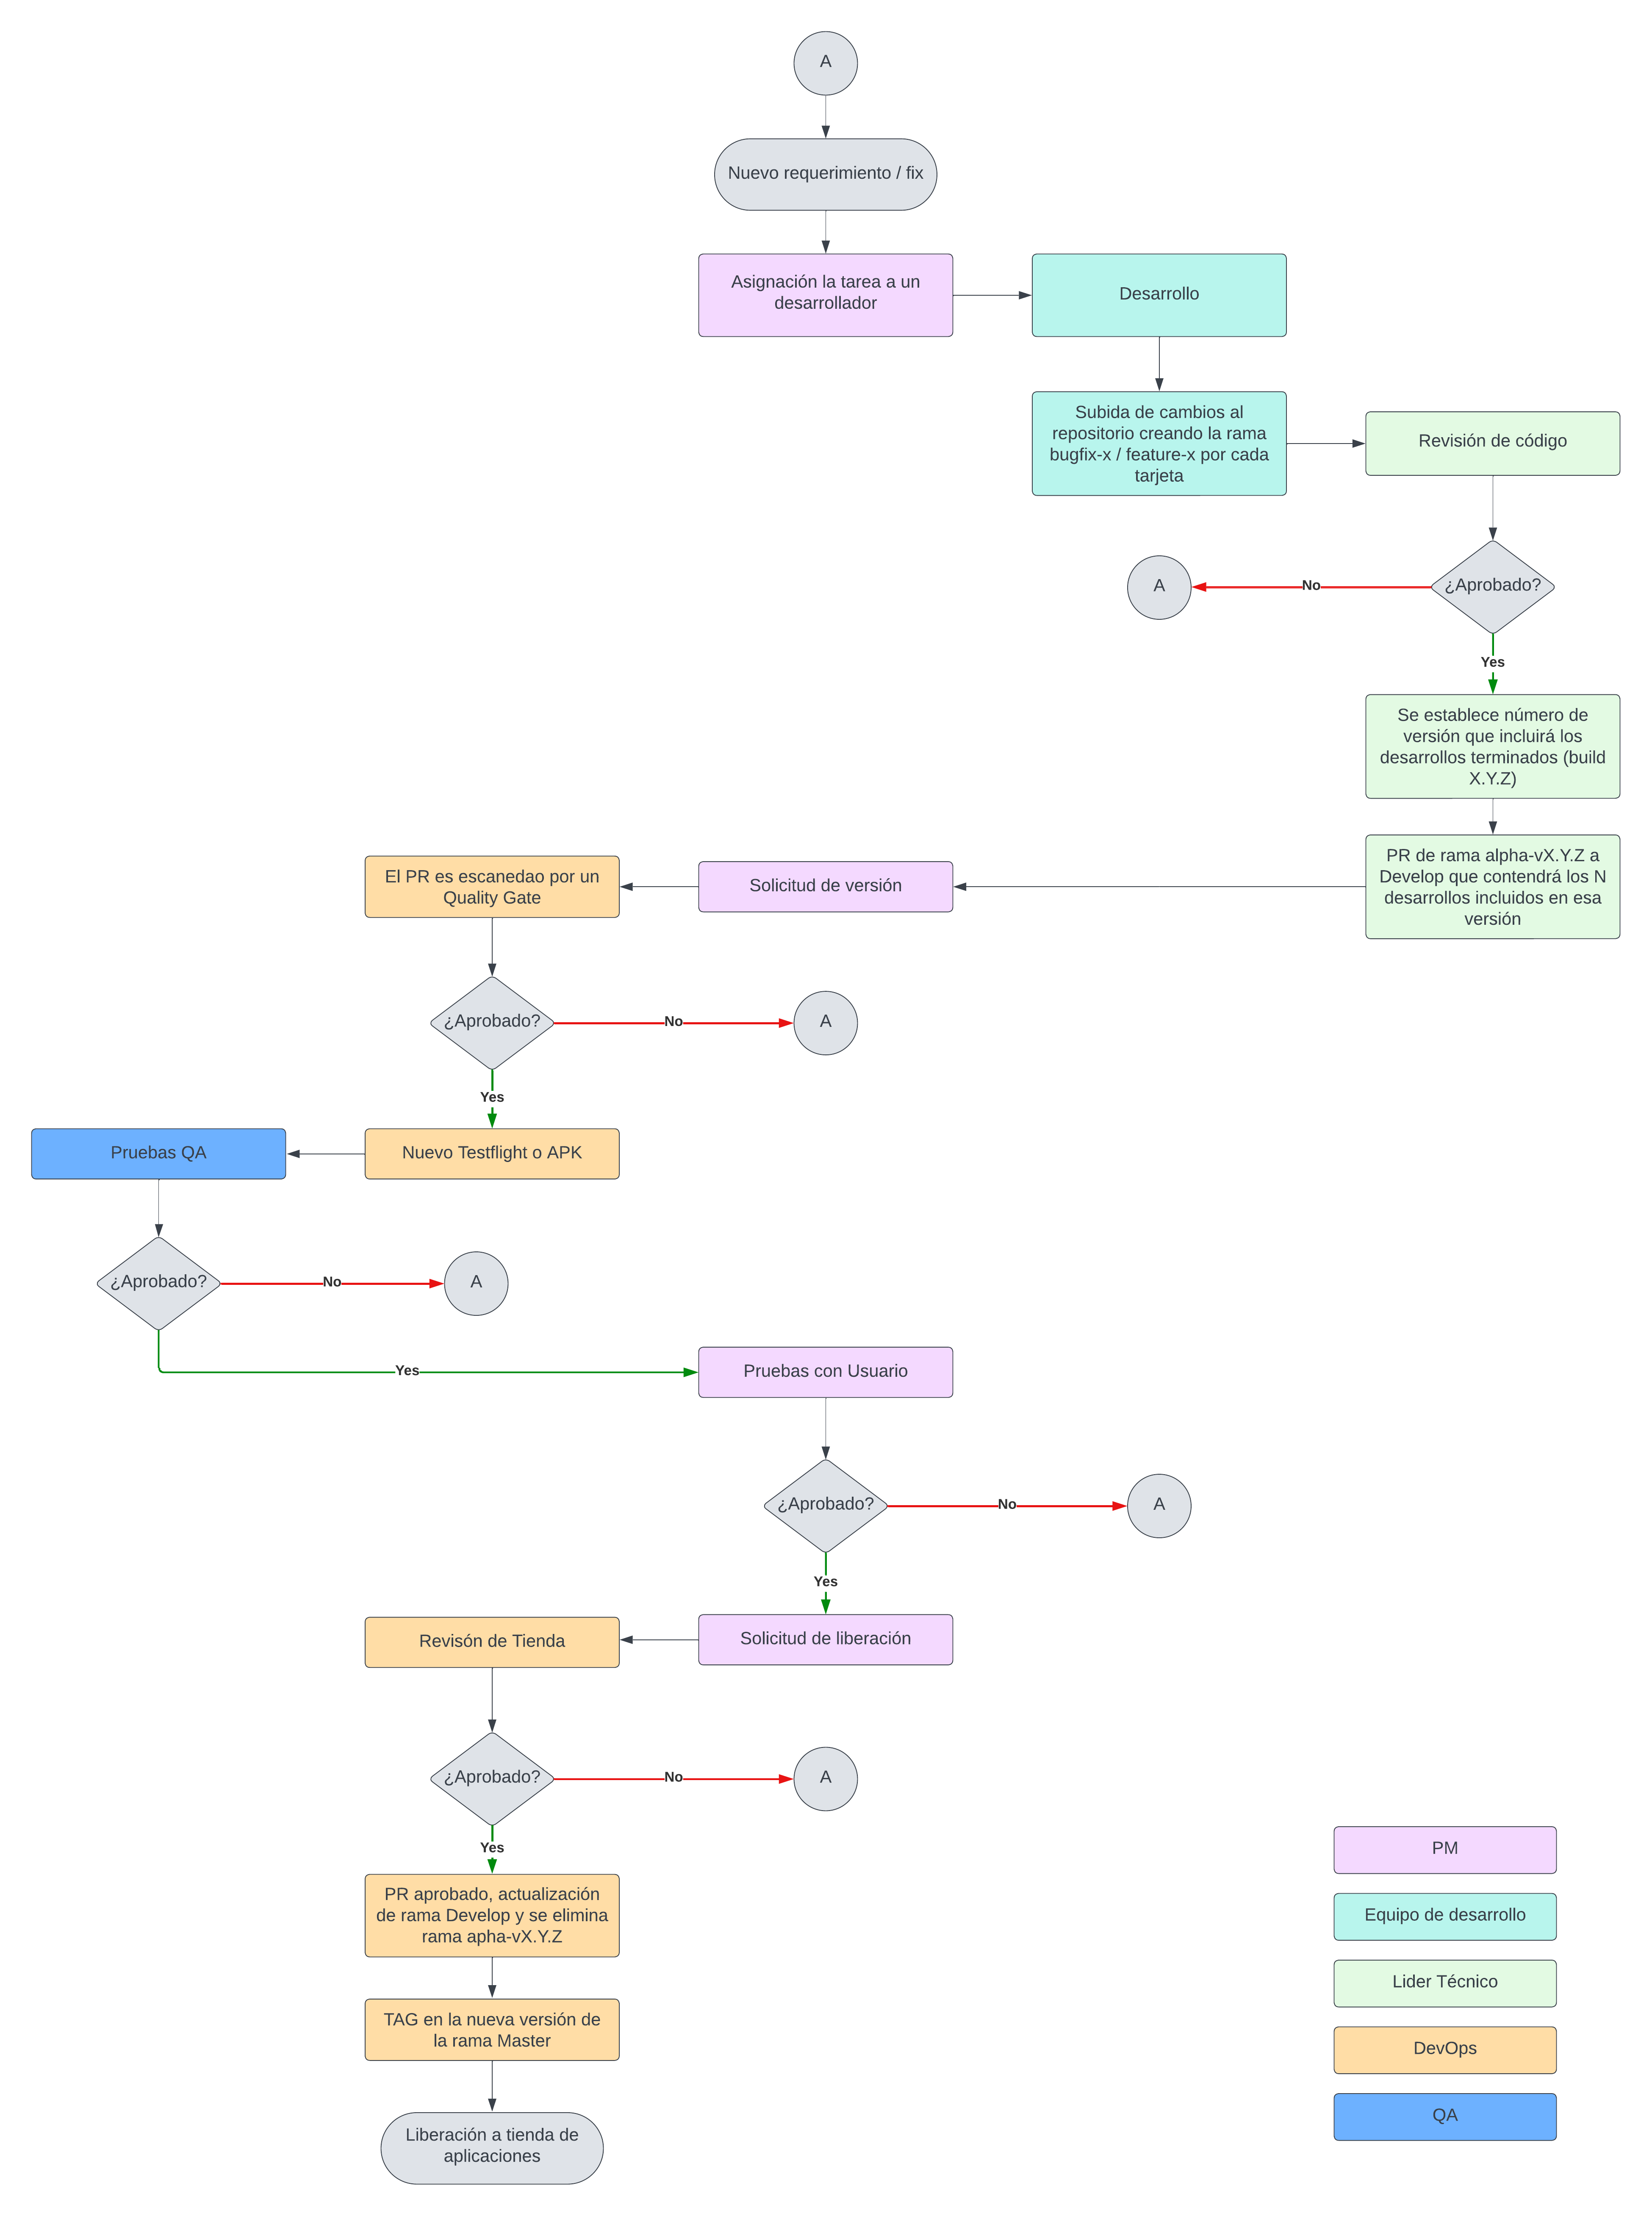 A
Nuevo requerimiento / fix
Asignación la tarea a un
desarrollador
Desarrollo
Subida de cambios al
repositorio creando la rama
bugfix-x / feature-x por cada
tarjeta
Revisión de código
¿Aprobado?
No
A
Yes
Se establece número de
versión que incluirá los
desarrollos terminados (build
X.Y.Z)
PR de rama alpha-vX.Y.Z a
Develop que contendrá los N
desarrollos incluidos en esa
versión
Solicitud de versión
El PR es escanedao por un
Quality Gate
¿Aprobado?
No
A
Yes
Nuevo Testflight o APK
Pruebas QA
¿Aprobado?
No
A
Yes
Pruebas con Usuario
¿Aprobado?
No
A
Yes
Solicitud de liberación
Revisón de Tienda
¿Aprobado?
No
A
Yes
PR aprobado, actualización
de rama Develop y se elimina
rama apha-vX.Y.Z
TAG en la nueva versión de
la rama Master
Liberación a tienda de
aplicaciones
PM
Equipo de desarrollo
Lider Técnico
DevOps
QA